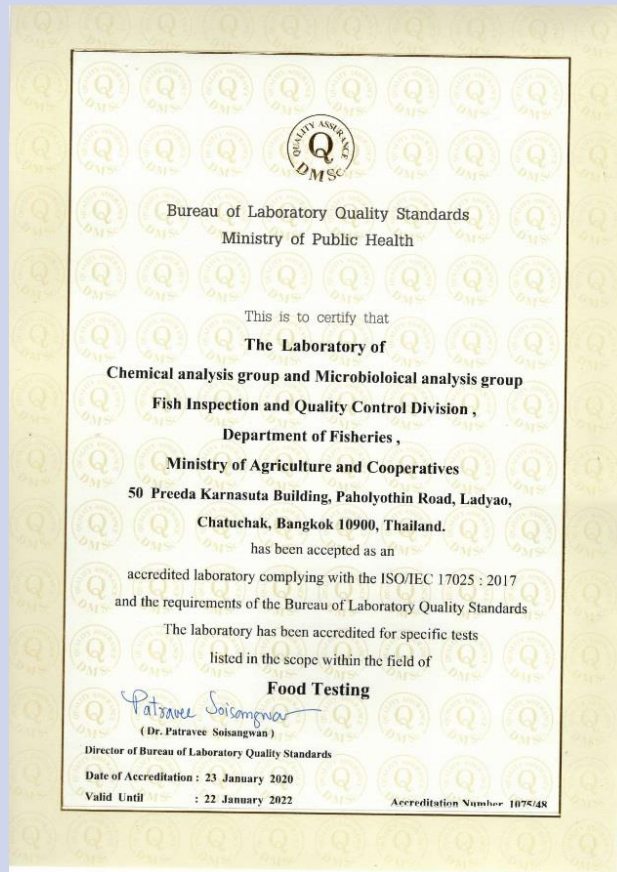 QUALITY ASSURANCE
Q
DMSc
Bureau of Laboratory Quality Standards
Ministry of Public Health
This is to certify that
The Laboratory of
Chemical analysis group and Microbioloical analysis group
Fish Inspection and Quality Control Division ,
Department of Fisheries ,
Ministry of Agriculture and Cooperatives
50 Preeda Karnasuta Building, Paholyothin Road, Ladyao,
Chatuchak, Bangkok 10900, Thailand.
has been accepted as an
accredited laboratory complying with the ISO/IEC 17025 : 2017
and the requirements of the Bureau of Laboratory Quality Standards
The laboratory has been accredited for specific tests
listed in the scope within the field of
Food Testing
Patravee Soisangwan
( Dr. Patravee Soisangwan )
Director of Bureau of Laboratory Quality Standards
Date of Accreditation : 23 January 2020
Valid Until : 22 January 2022
Accreditation Number 1075/48